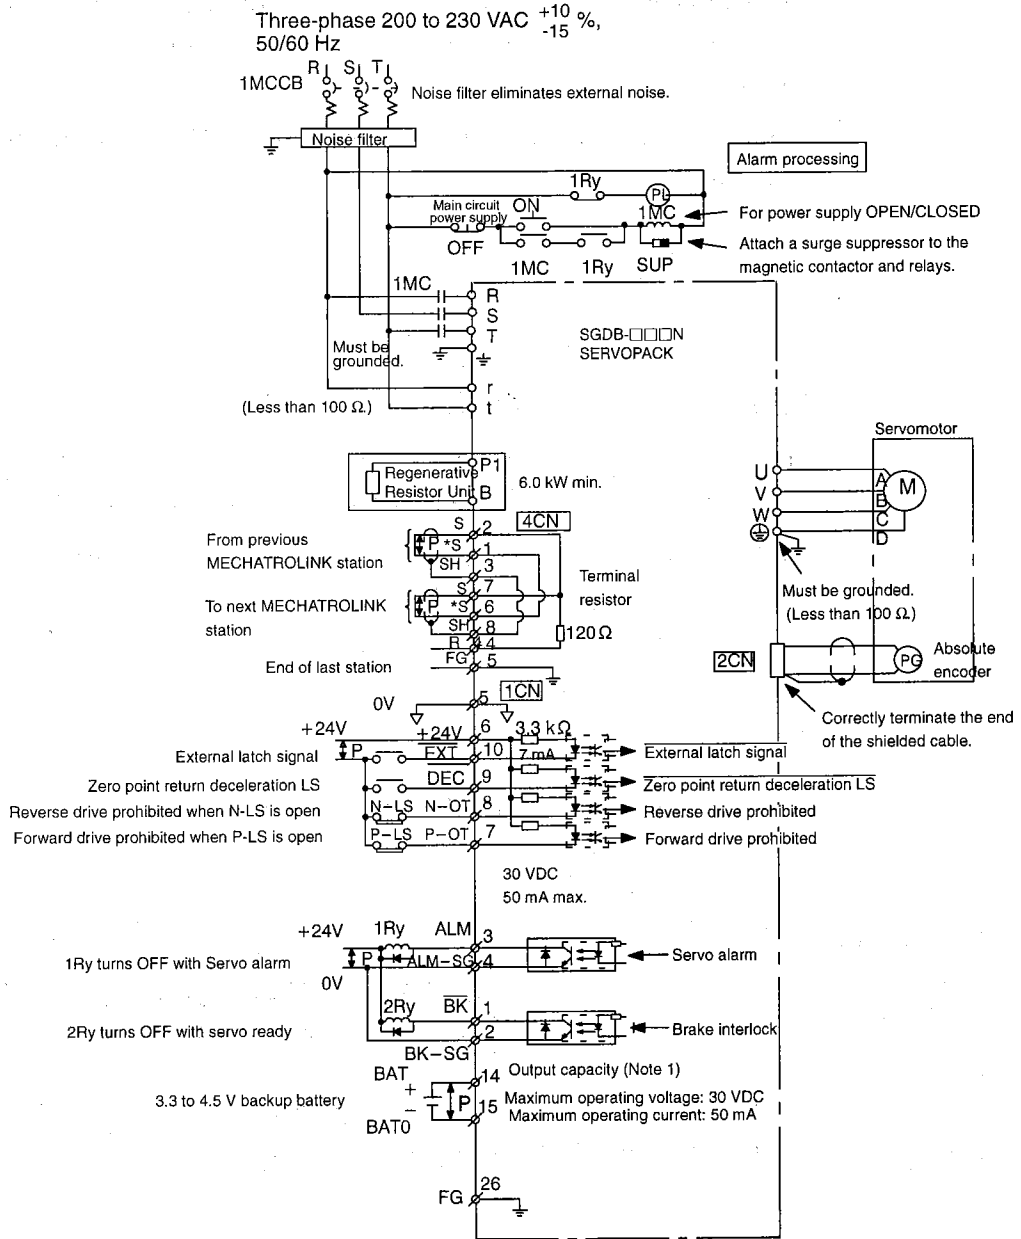 Three-phase 200 to 230 VAC +10 -15 %,
50/60 Hz
R S T
1MCCB
Noise filter eliminates external noise.
Noise filter
Alarm processing
1Ry
PL
Main circuit
power supply
ON
1MC
For power supply OPEN/CLOSED
OFF
Attach a surge suppressor to the
magnetic contactor and relays.
1MC 1Ry SUP
1MC
R
S
T
SGDB-□□□N
SERVOPACK
Must be
grounded.
r
(Less than 100 Ω.)
t
Servomotor
P1
Regenerative
Resistor Unit
B
6.0 kW min.
U
V
W
A
B
C
D
M
S 2
4CN
From previous
MECHATROLINK station
P *S 1
SH 3
S 7
Terminal
resistor
To next MECHATROLINK
station
P *S 6
SH 8
R 4 4
120 Ω
Must be grounded.
(Less than 100 Ω.)
End of last station
FG 5
2CN
PG
Absolute
encoder
1CN
0V
5
Correctly terminate the end
of the shielded cable.
+24V
P
+24V 6
3.3 kΩ
External latch signal
EXT 10
7 mA
External latch signal
Zero point return deceleration LS
DEC 9
Zero point return deceleration LS
Reverse drive prohibited when N-LS is open
N-LS N-OT 8
Reverse drive prohibited
Forward drive prohibited when P-LS is open
P-LS P-OT 7
Forward drive prohibited
30 VDC
50 mA max.
+24V
1Ry
ALM 3
1Ry turns OFF with Servo alarm
P
ALM-SG 4
Servo alarm
0V
2Ry
BK 1
2Ry turns OFF with servo ready
2
Brake interlock
BK-SG
BAT
14
Output capacity (Note 1)
+
3.3 to 4.5 V backup battery
P
Maximum operating voltage: 30 VDC
−
15
Maximum operating current: 50 mA
BAT0
26
FG